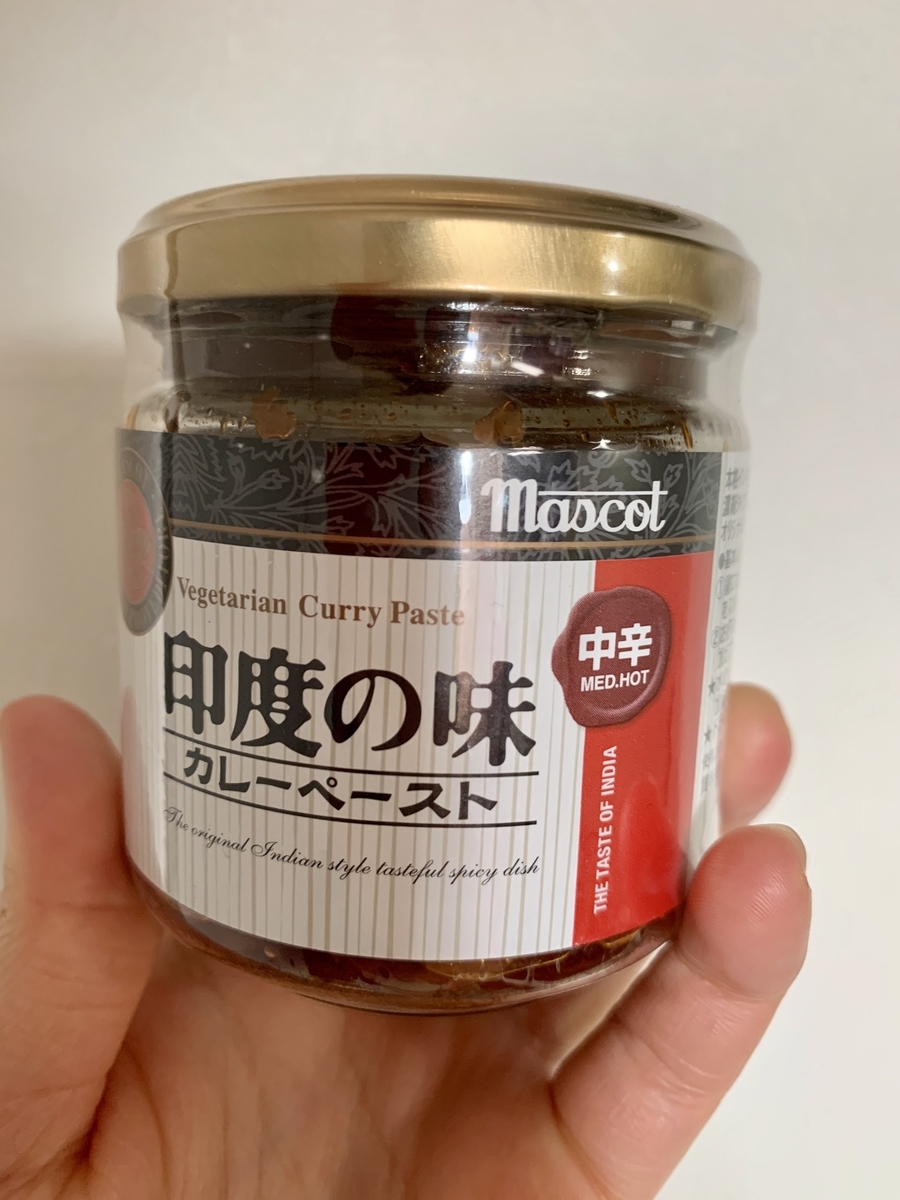 mascot
Vegetarian Curry Paste
印度の味
カレーペースト
The original Indian style tasteful spicy dish
中辛
MED.HOT
THE TASTE OF INDIA